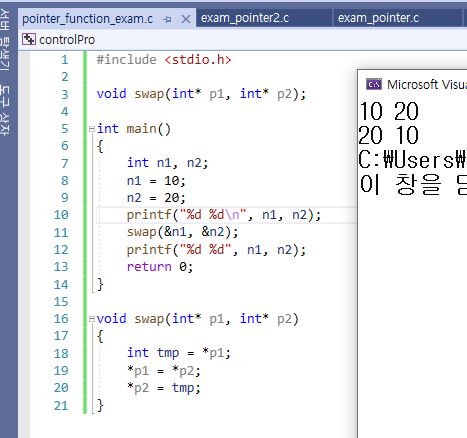 pointer_function_exam.c exam_pointer2.c exam_pointer.c
controlPro
1 #include <stdio.h>
2
3 void swap(int* p1, int* p2);
4
5 int main()
6 {
7 int n1, n2;
8 n1 = 10;
9 n2 = 20;
10 printf("%d %d\n", n1, n2);
11 swap(&n1, &n2);
12 printf("%d %d", n1, n2);
13 return 0;
14 }
15
16 void swap(int* p1, int* p2)
17 {
18 int tmp = *p1;
19 *p1 = *p2;
20 *p2 = tmp;
21 }
Microsoft Visua
10 20
20 10
C:₩Users₩
이 창을
서버 탐색기
도구 상자